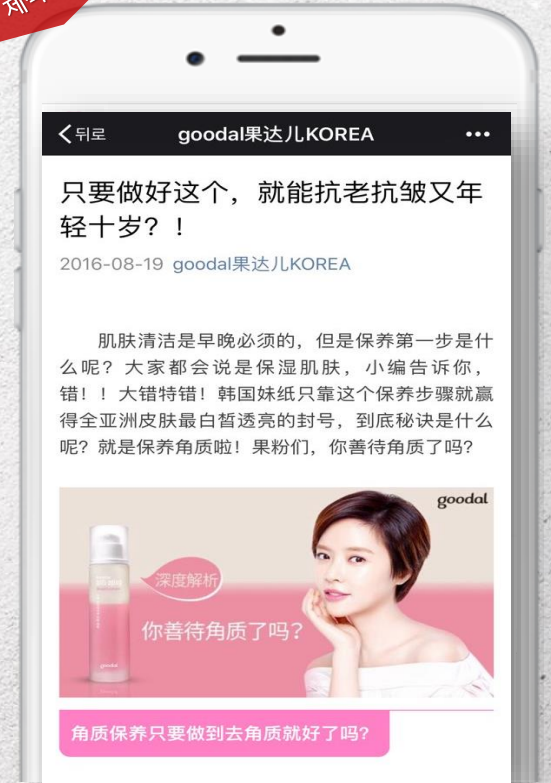 뒤로
goodal果达儿KOREA
只要做好这个，就能抗老抗皱又年
轻十岁？！
2016-08-19 goodal果达儿KOREA
肌肤清洁是早晚必须的，但是保养第一步是什
么呢？大家都会说是保湿肌肤，小编告诉你，
错！！大错特错！韩国妹纸只靠这个保养步骤就赢
得全亚洲皮肤最白皙透亮的封号，到底秘诀是什么
呢？就是保养角质啦！果粉们，你善待角质了吗？
goodal
深度解析
你善待角质了吗？
goodal
角质保养只要做到去角质就好了吗？